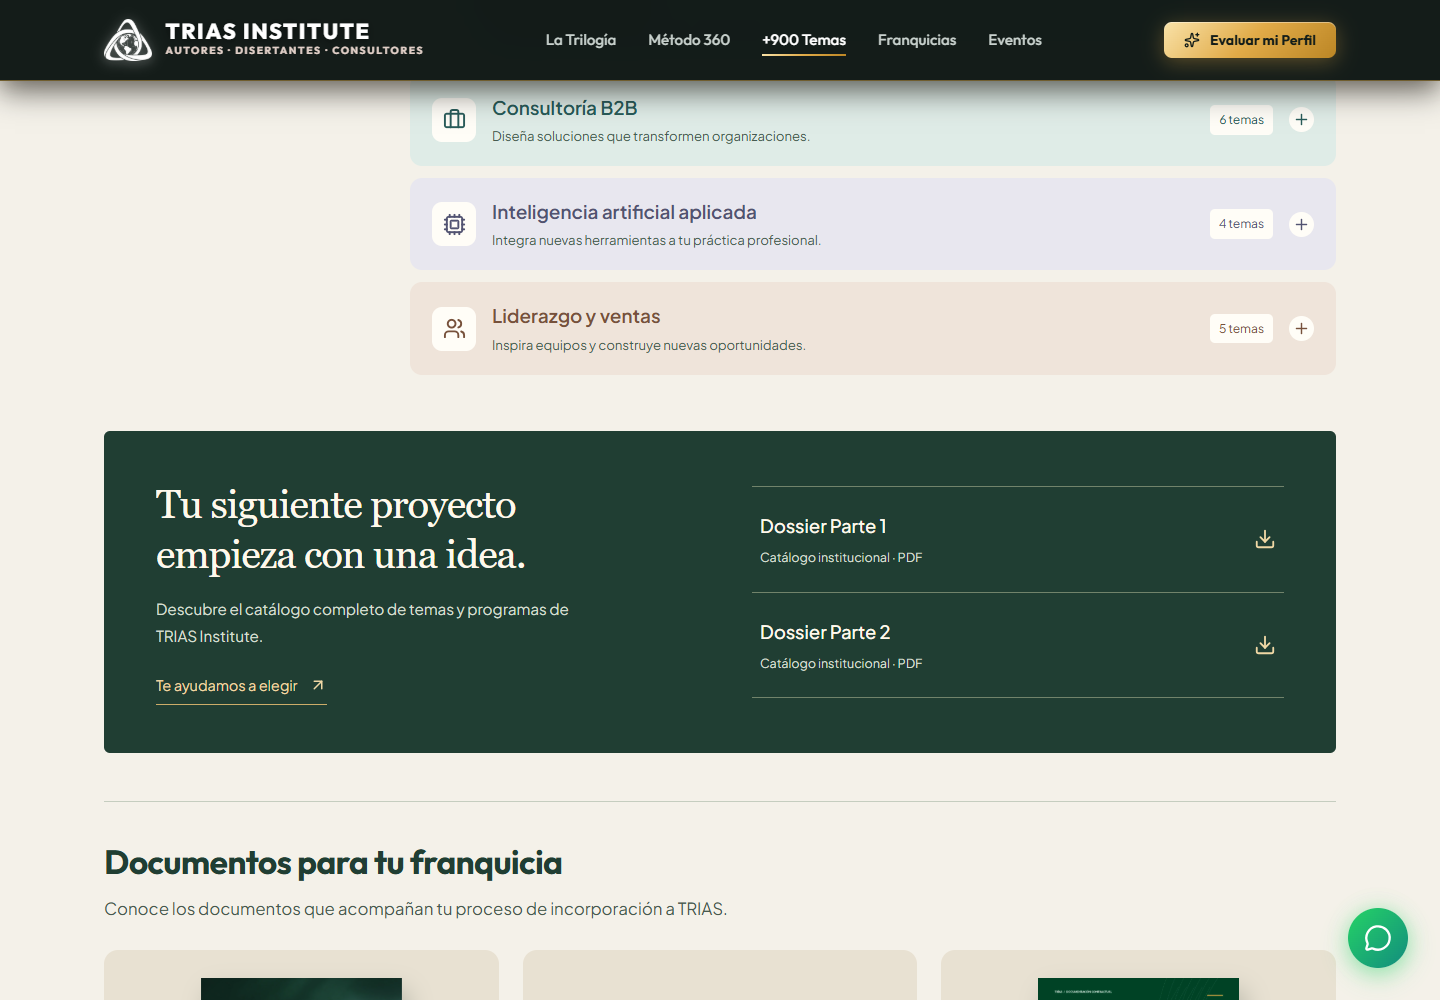 TRIAS INSTITUTE
AUTORES · DISERTANTES · CONSULTORES
La Trilogía
Método 360
+900 Temas
Franquicias
Eventos
Evaluar mi Perfil
Consultoría B2B
Diseña soluciones que transformen organizaciones.
6 temas
Inteligencia artificial aplicada
Integra nuevas herramientas a tu práctica profesional.
4 temas
Liderazgo y ventas
Inspira equipos y construye nuevas oportunidades.
5 temas
Tu siguiente proyecto
empieza con una idea.
Descubre el catálogo completo de temas y programas de
TRIAS Institute.
Te ayudamos a elegir
Dossier Parte 1
Catálogo institucional · PDF
Dossier Parte 2
Catálogo institucional · PDF
Documentos para tu franquicia
Conoce los documentos que acompañan tu proceso de incorporación a TRIAS.